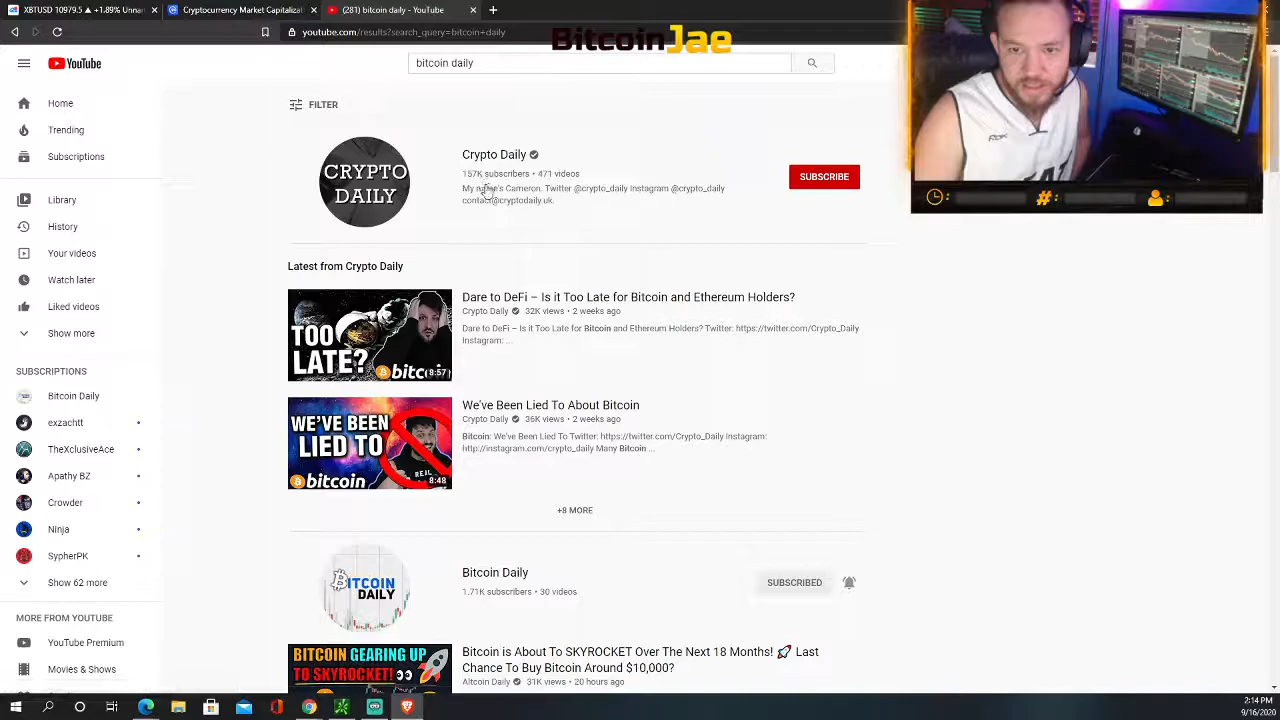 XBTUSD 10979.5 ▲ +1.89% Unnar
Cryptocurrency Market Capitaliza
(281) bitcoin daily - YouTube
youtube.com/results?search_query=bitcoin+daily
BitcoinJae
YouTube
bitcoin daily
Home
Trending
Subscriptions
Library
History
Your videos
Watch later
Liked videos
Show more
SUBSCRIPTIONS
Bitcoin Daily
exzachtt
TheXclusiveAce
Apathy BZ
Crowder
Ninja
SypherPK
Show 62 more
MORE FROM YOUTUBE
YouTube Premium
Movies & Shows
FILTER
CRYPTO
DAILY
Crypto Daily
157K subscribers • 471 videos
My name's Cameron. Twitter @crypto_daily Instagram @crypto_daily
contact@cryptodaily.uk.
SUBSCRIBE
Latest from Crypto Daily
TOO
LATE?
bitc
8:57
Dare to DeFi – Is it Too Late for Bitcoin and Ethereum Holders?
Crypto Daily 32K views • 2 weeks ago
Dare to DeFi – Is it Too Late for Bitcoin and Ethereum Holders? Twitter: https://twitter.com/Crypto_Daily
Instagram: ...
WE'VE BEEN
LIED TO
REAL
bitcoin
8:48
We've Been Lied To About Bitcoin
Crypto Daily 36K views • 2 weeks ago
Bitcoin: We've Been Lied To Twitter: https://twitter.com/Crypto_Daily Instagram:
http://instagram.com/crypto_daily Many Bitcoin ...
+8 MORE
BITCOIN
DAILY
Bitcoin Daily
1.71K subscribers • 30 videos
SUBSCRIBED
BITCOIN GEARING UP
TO SKYROCKET!
Bitcoin is About To SKYROCKET Over The Next 18 Months! 🚀 Last
Chance To Buy Bitcoin Around $10,000?
Altcoin Daily 31K views • 20 hours ago
#:
2:14 PM
9/16/2020